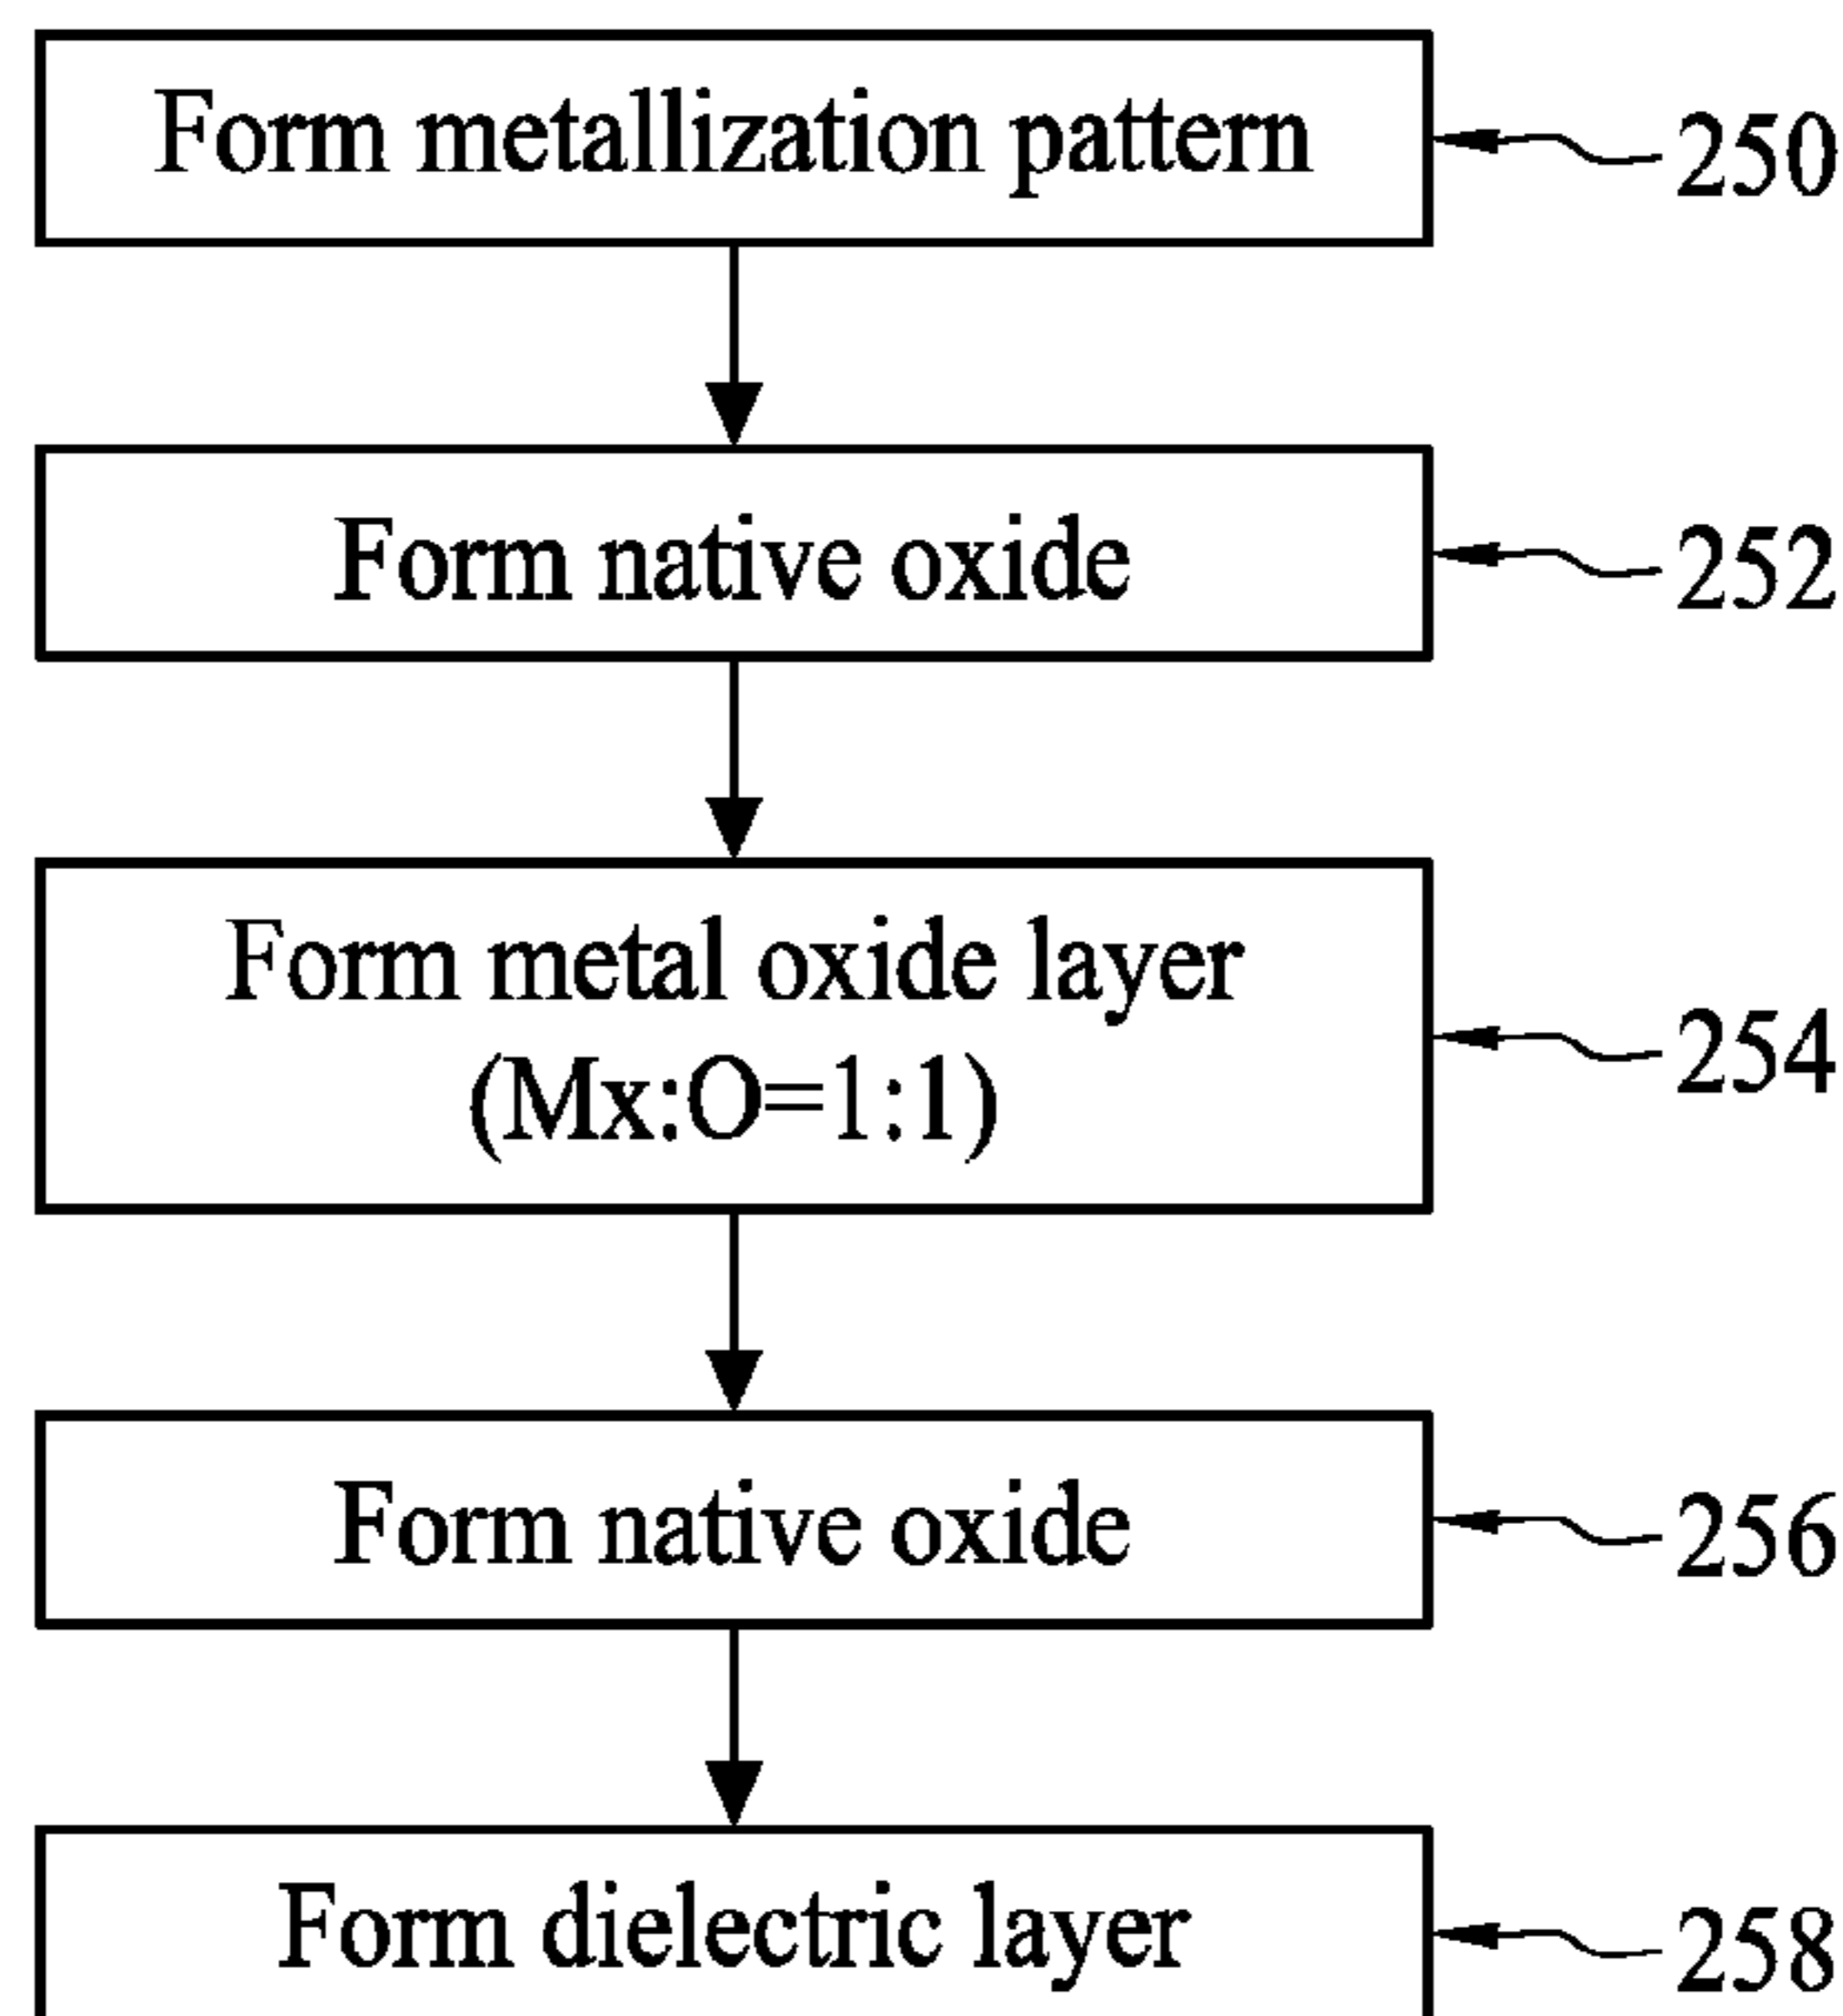 Form metallization pattern
250
Form native oxide
252
Form metal oxide layer
(Mx:O=1:1)
254
Form native oxide
256
Form dielectric layer
258